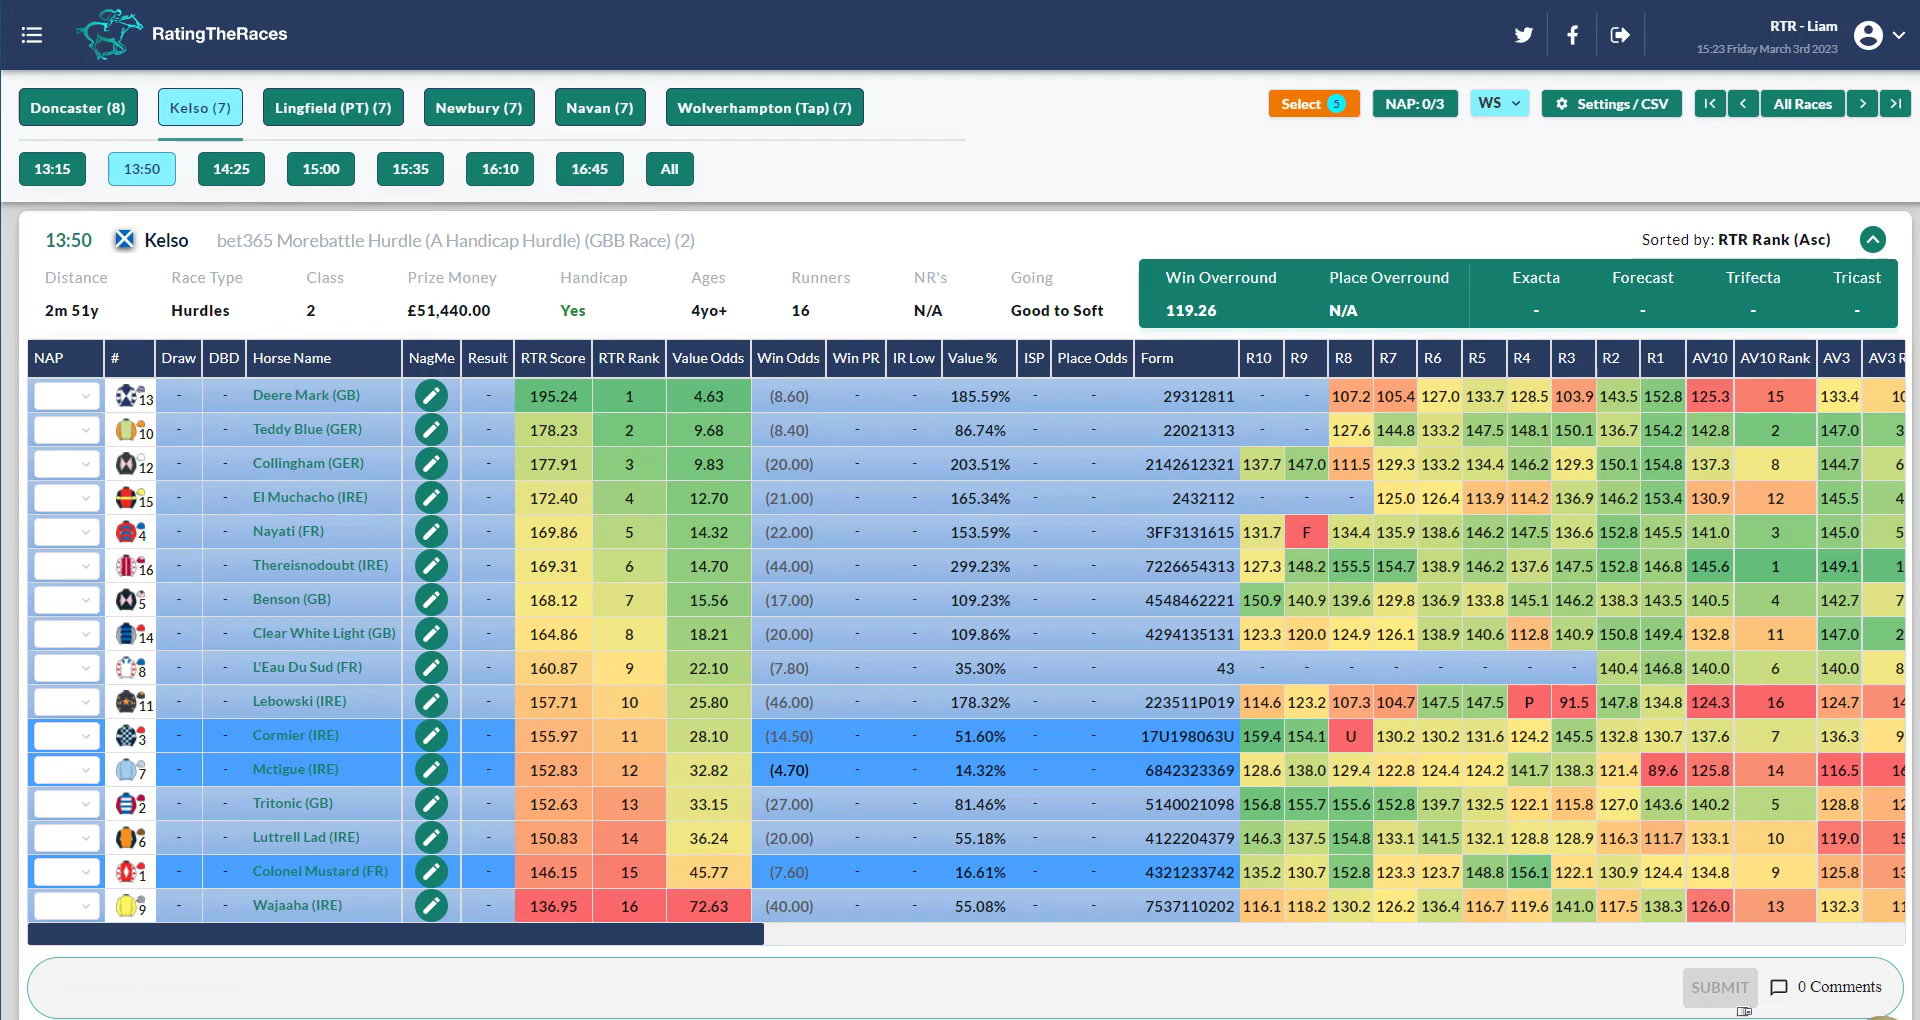 RatingTheRaces
RTR - Liam
15:23 Friday March 3rd 2023
Doncaster (8) Kelso (7) Lingfield (PT) (7) Newbury (7) Navan (7) Wolverhampton (Tap) (7) Select 5 NAP: 0/3 WS Settings / CSV All Races
13:15 13:50 14:25 15:00 15:35 16:10 16:45 All
13:50 Kelso bet365 Morebattle Hurdle (A Handicap Hurdle) (GBB Race) (2) Sorted by: RTR Rank (Asc)
Distance Race Type Class Prize Money Handicap Ages Runners NR's Going Win Overround Place Overround Exacta Forecast Trifecta Tricast
2m 51y Hurdles 2 £51,440.00 Yes 4yo+ 16 N/A Good to Soft 119.26 N/A - - - -
NAP # Draw DBD Horse Name NagMe Result RTR Score RTR Rank Value Odds Win Odds Win PR IR Low Value % ISP Place Odds Form R10 R9 R8 R7 R6 R5 R4 R3 R2 R1 AV10 AV10 Rank AV3 AV3 R
13 - - Deere Mark (GB) - 195.24 1 4.63 (8.60) - - 185.59% - - 29312811 - - 107.2 105.4 127.0 133.7 128.5 103.9 143.5 152.8 125.3 15 133.4 10
10 - - Teddy Blue (GER) - 178.23 2 9.68 (8.40) - - 86.74% - - 22021313 - - 127.6 144.8 133.2 147.5 148.1 150.1 136.7 154.2 142.8 2 147.0 3
12 - - Collingham (GER) - 177.91 3 9.83 (20.00) - - 203.51% - - 2142612321 137.7 147.0 111.5 129.3 133.2 134.4 146.2 129.3 150.1 154.8 137.3 8 144.7 6
15 - - El Muchacho (IRE) - 172.40 4 12.70 (21.00) - - 165.34% - - 2432112 - - - 125.0 126.4 113.9 114.2 136.9 146.2 153.4 130.9 12 145.5 4
4 - - Nayati (FR) - 169.86 5 14.32 (22.00) - - 153.59% - - 3FF3131615 131.7 F 134.4 135.9 138.6 146.2 147.5 136.6 152.8 145.5 141.0 3 145.0 5
16 - - Thereisnodoubt (IRE) - 169.31 6 14.70 (44.00) - - 299.23% - - 7226654313 127.3 148.2 155.5 154.7 138.9 146.2 137.6 147.5 152.8 146.8 145.6 1 149.1 1
5 - - Benson (GB) - 168.12 7 15.56 (17.00) - - 109.23% - - 4548462221 150.9 140.9 139.6 129.8 136.9 133.8 145.1 146.2 138.3 143.5 140.5 4 142.7 7
14 - - Clear White Light (GB) - 164.86 8 18.21 (20.00) - - 109.86% - - 4294135131 123.3 120.0 124.9 126.1 138.9 140.6 112.8 140.9 150.8 149.4 132.8 11 147.0 2
8 - - L'Eau Du Sud (FR) - 160.87 9 22.10 (7.80) - - 35.30% - - 43 - - - - - - - - 140.4 146.8 140.0 6 140.0 8
11 - - Lebowski (IRE) - 157.71 10 25.80 (46.00) - - 178.32% - - 223511P019 114.6 123.2 107.3 104.7 147.5 147.5 P 91.5 147.8 134.8 124.3 16 124.7 14
3 - - Cormier (IRE) - 155.97 11 28.10 (14.50) - - 51.60% - - 17U198063U 159.4 154.1 U 130.2 130.2 131.6 124.2 145.5 132.8 130.7 137.6 7 136.3 9
7 - - Mctigue (IRE) - 152.83 12 32.82 (4.70) - - 14.32% - - 6842323369 128.6 138.0 129.4 122.8 124.4 124.2 141.7 138.3 121.4 89.6 125.8 14 116.5 16
2 - - Tritonic (GB) - 152.63 13 33.15 (27.00) - - 81.46% - - 5140021098 156.8 155.7 155.6 152.8 139.7 132.5 122.1 115.8 127.0 143.6 140.2 5 128.8 12
6 - - Luttrell Lad (IRE) - 150.83 14 36.24 (20.00) - - 55.18% - - 4122204379 146.3 137.5 154.8 133.1 141.5 132.1 128.8 128.9 116.3 111.7 133.1 10 119.0 15
1 - - Colonel Mustard (FR) - 146.15 15 45.77 (7.60) - - 16.61% - - 4321233742 135.2 130.7 152.8 123.3 123.7 148.8 156.1 122.1 130.9 124.4 134.8 9 125.8 13
9 - - Wajaaha (IRE) - 136.95 16 72.63 (40.00) - - 55.08% - - 7537110202 116.1 118.2 130.2 126.2 136.4 116.7 119.6 141.0 117.5 138.3 126.0 13 132.3 11
SUBMIT 0 Comments